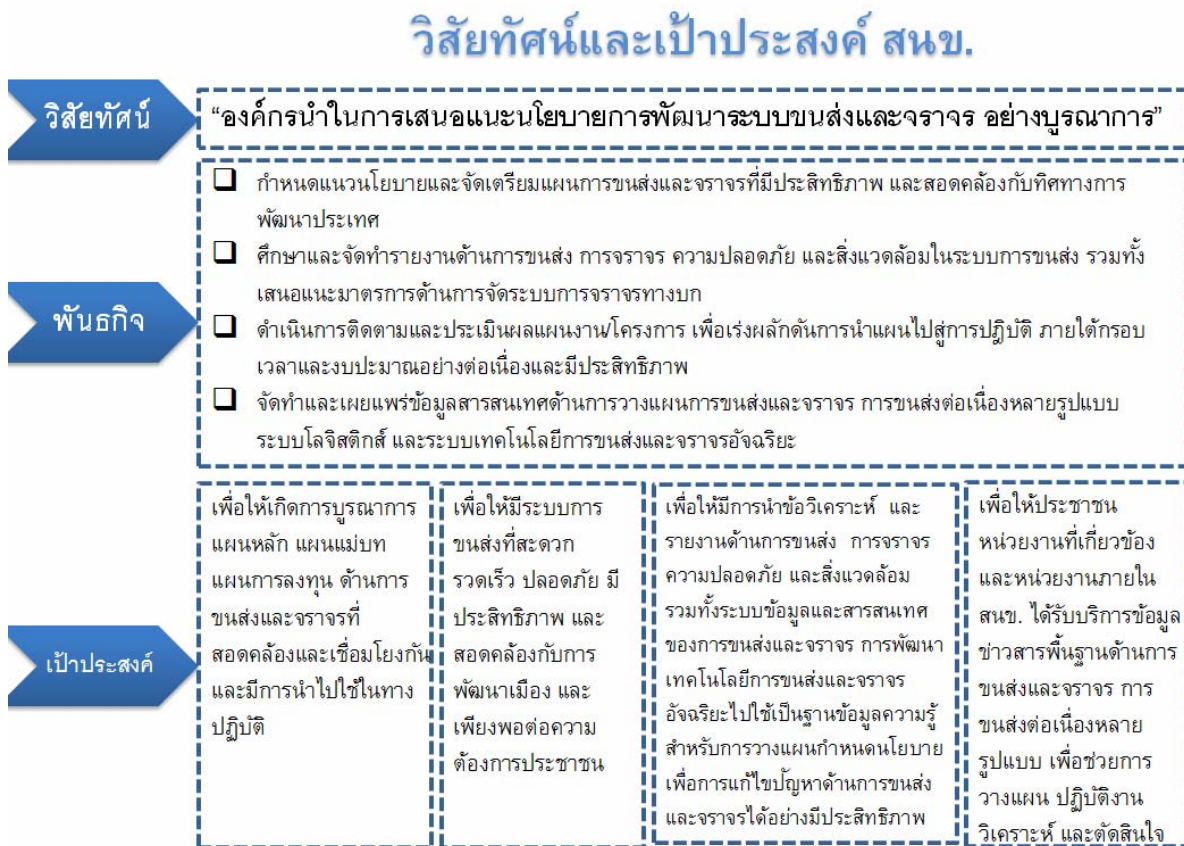 วิสัยทัศน์และเป้าประสงค์ สนข.
วิสัยทัศน์
“องค์กรนำในการเสนอแนะนโยบายการพัฒนาระบบขนส่งและจราจร อย่างบูรณาการ”
พันธกิจ
❑ กำหนดแนวนโยบายและจัดเตรียมแผนการขนส่งและจราจรที่มีประสิทธิภาพ และสอดคล้องกับทิศทางการ
พัฒนาประเทศ
❑ ศึกษาและจัดทำรายงานด้านการขนส่ง การจราจร ความปลอดภัย และสิ่งแวดล้อมในระบบการขนส่ง รวมทั้ง
เสนอแนะมาตรการด้านการจัดระบบการจราจรทางบก
❑ ดำเนินการติดตามและประเมินผลแผนงาน/โครงการ เพื่อเร่งผลักดันการนำแผนไปสู่การปฏิบัติ ภายใต้กรอบ
เวลาและงบปะมาณอย่างต่อเนื่องและมีประสิทธิภาพ
❑ จัดทำและเผยแพร่ข้อมูลสารสนเทศด้านการวางแผนการขนส่งและจราจร การขนส่งต่อเนื่องหลายรูปแบบ
ระบบโลจิสติกส์ และระบบเทคโนโลยีการขนส่งและจราจรอัจฉริยะ
เป้าประสงค์
เพื่อให้เกิดการบูรณาการ
แผนหลัก แผนแม่บท
แผนการลงทุน ด้านการ
ขนส่งและจราจรที่
สอดคล้องและเชื่อมโยงกัน
และมีการนำไปใช้ในทาง
ปฏิบัติ
เพื่อให้มีระบบการ
ขนส่งที่สะดวก
รวดเร็ว ปลอดภัย มี
ประสิทธิภาพ และ
สอดคล้องกับการ
พัฒนาเมือง และ
เพียงพอต่อความ
ต้องการประชาชน
เพื่อให้มีการนำข้อวิเคราะห์ และ
รายงานด้านการขนส่ง การจราจร
ความปลอดภัย และสิ่งแวดล้อม
รวมทั้งระบบข้อมูลและสารสนเทศ
ของการขนส่งและจราจร การพัฒนา
เทคโนโลยีการขนส่งและจราจร
อัจฉริยะไปใช้เป็นฐานข้อมูลความรู้
สำหรับการวางแผนกำหนดนโยบาย
เพื่อการแก้ไขปัญหาด้านการขนส่ง
และจราจรได้อย่างมีประสิทธิภาพ
เพื่อให้ประชาชน
หน่วยงานที่เกี่ยวข้อง
และหน่วยงานภายใน
สนข. ได้รับบริการข้อมูล
ข่าวสารพื้นฐานด้านการ
ขนส่งและจราจร การ
ขนส่งต่อเนื่องหลาย
รูปแบบ เพื่อช่วยการ
วางแผน ปฏิบัติงาน
วิเคราะห์ และตัดสินใจ